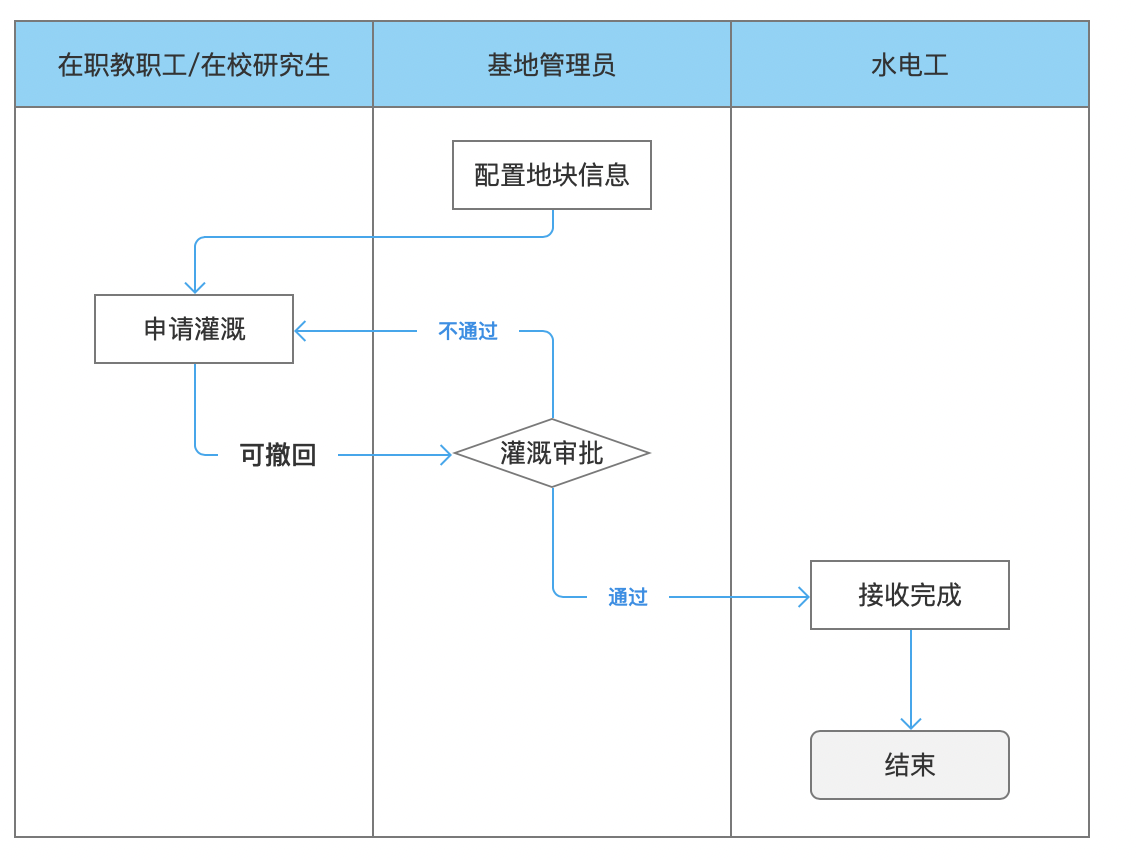 在职教职工/在校研究生
基地管理员
水电工
配置地块信息
申请灌溉
不通过
可撤回
灌溉审批
通过
接收完成
结束